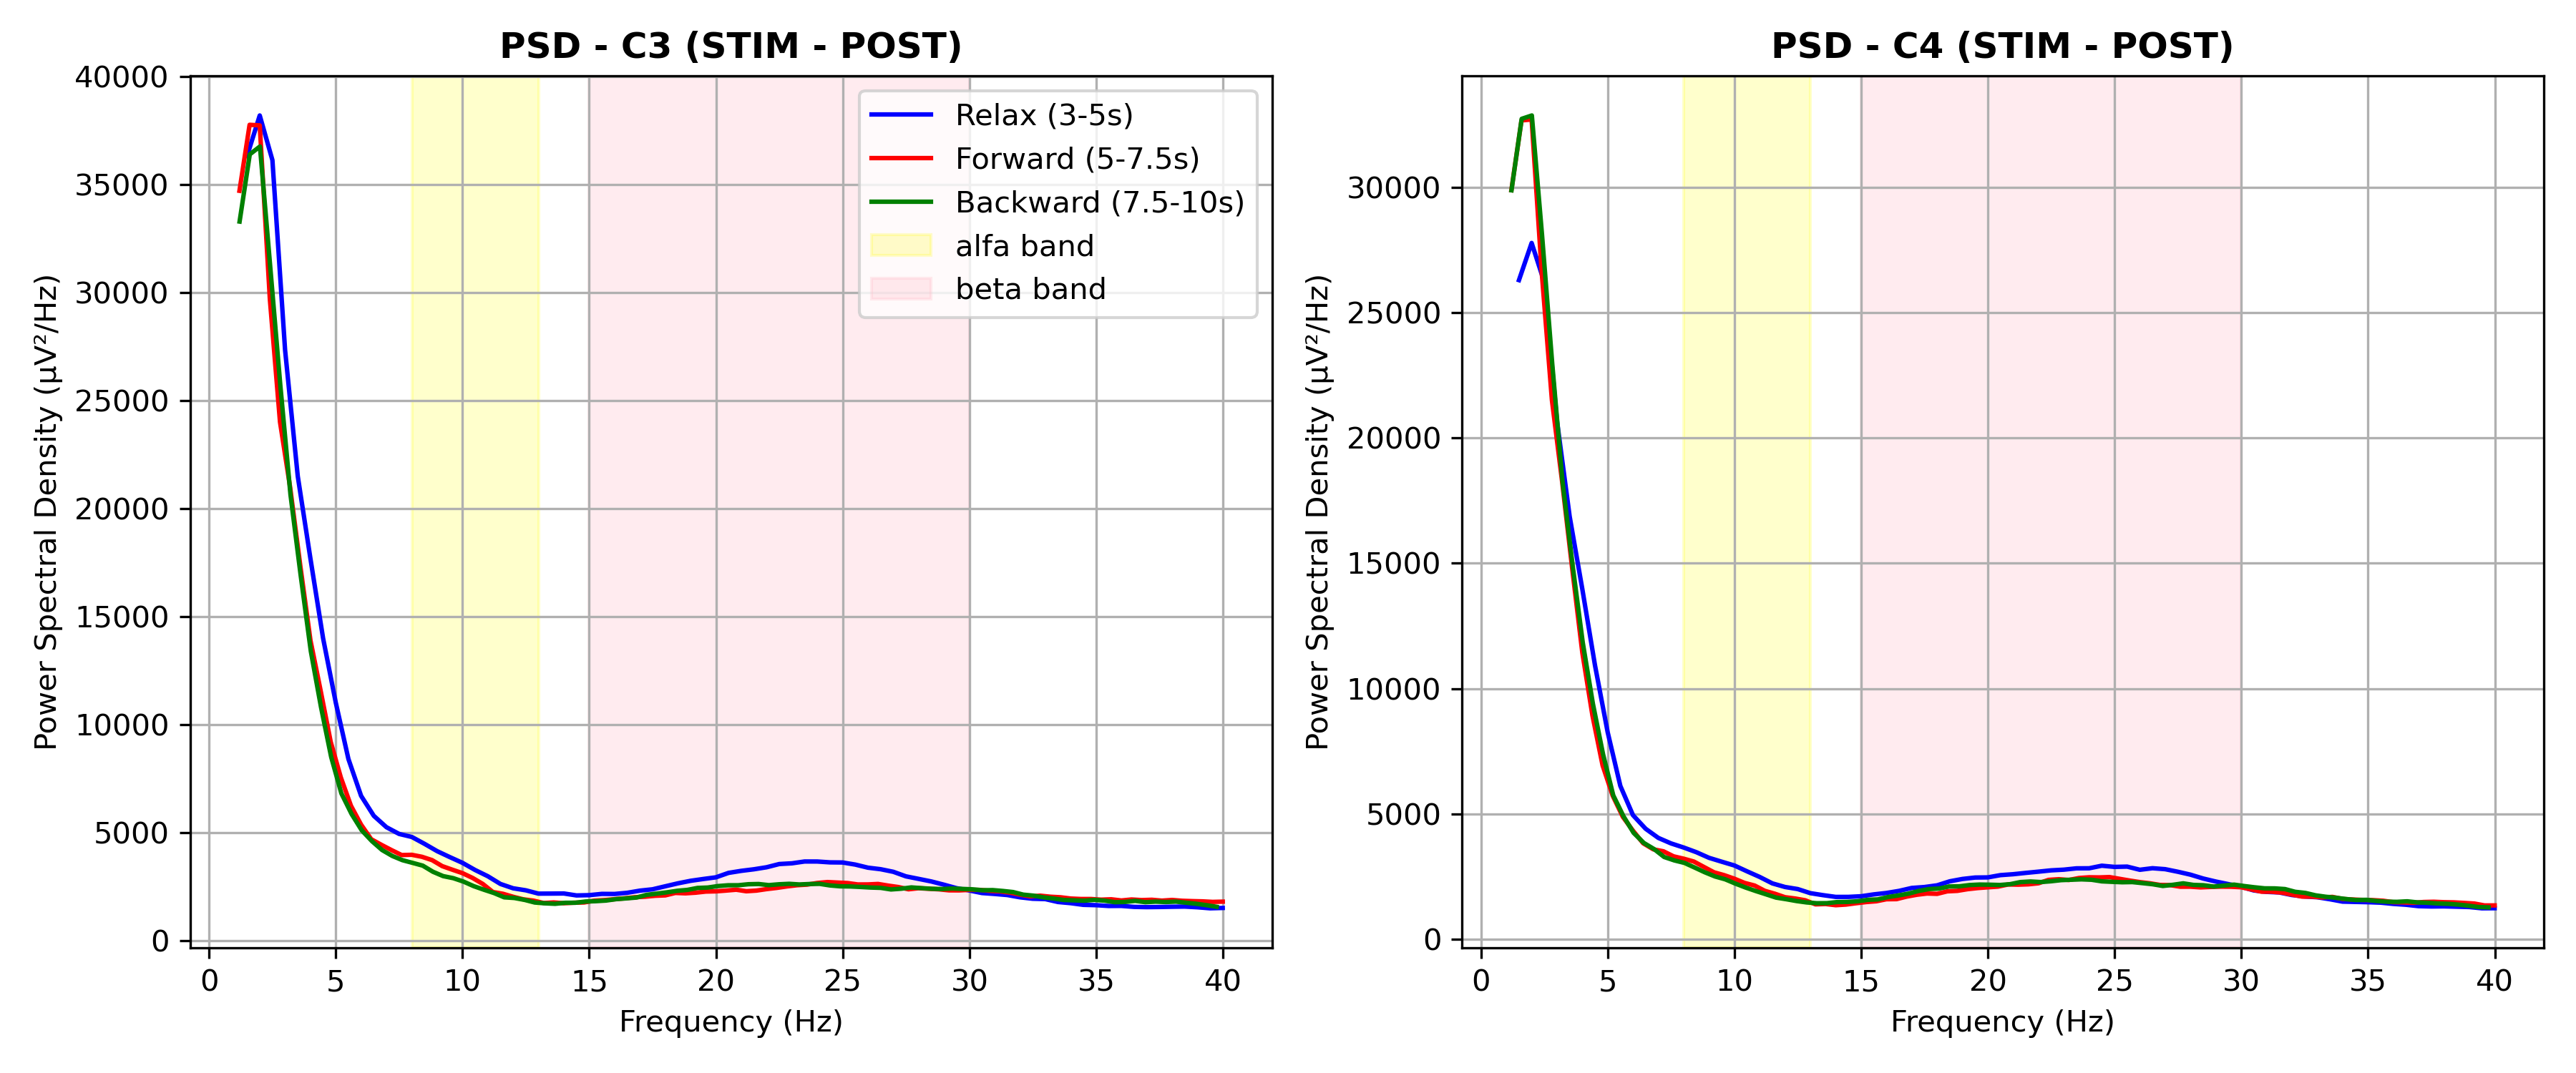 PSD - C3 (STIM - POST)
40000
35000
30000
25000
20000
15000
10000
5000
0
Power Spectral Density (µV²/Hz)
Relax (3-5s)
Forward (5-7.5s)
Backward (7.5-10s)
alfa band
beta band
0 5 10 15 20 25 30 35 40
Frequency (Hz)
PSD - C4 (STIM - POST)
30000
25000
20000
15000
10000
5000
0
Power Spectral Density (µV²/Hz)
0 5 10 15 20 25 30 35 40
Frequency (Hz)